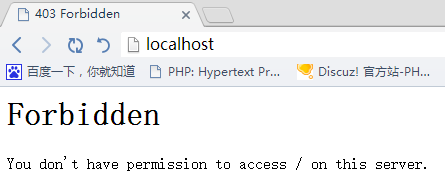 403 Forbidden
localhost
百度一下，你就知道 PHP: Hypertext Pr... Discuz! 官方站-PH...
Forbidden
You don't have permission to access / on this server.